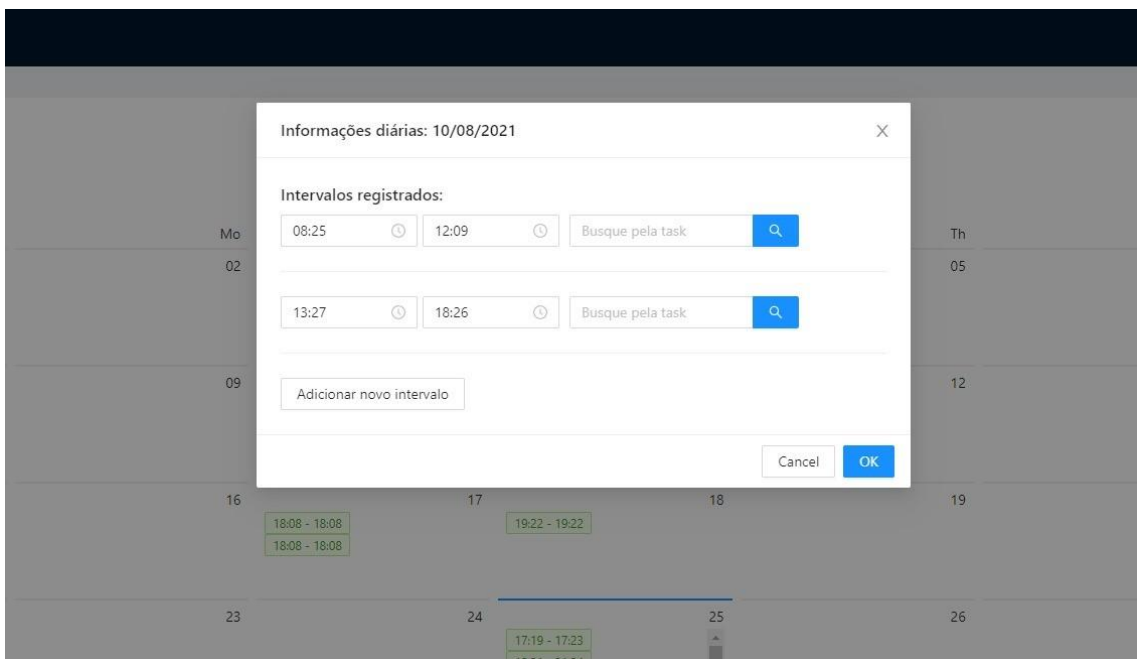 Informações diárias: 10/08/2021
Intervalos registrados:
08:25 12:09 Busque pela task
Mo Th
02 05
13:27 18:26 Busque pela task
09 12
Adicionar novo intervalo
Cancel OK
16 17 18 19
18:08 - 18:08 19:22 - 19:22
18:08 - 18:08
23 24 25 26
17:19 - 17:23